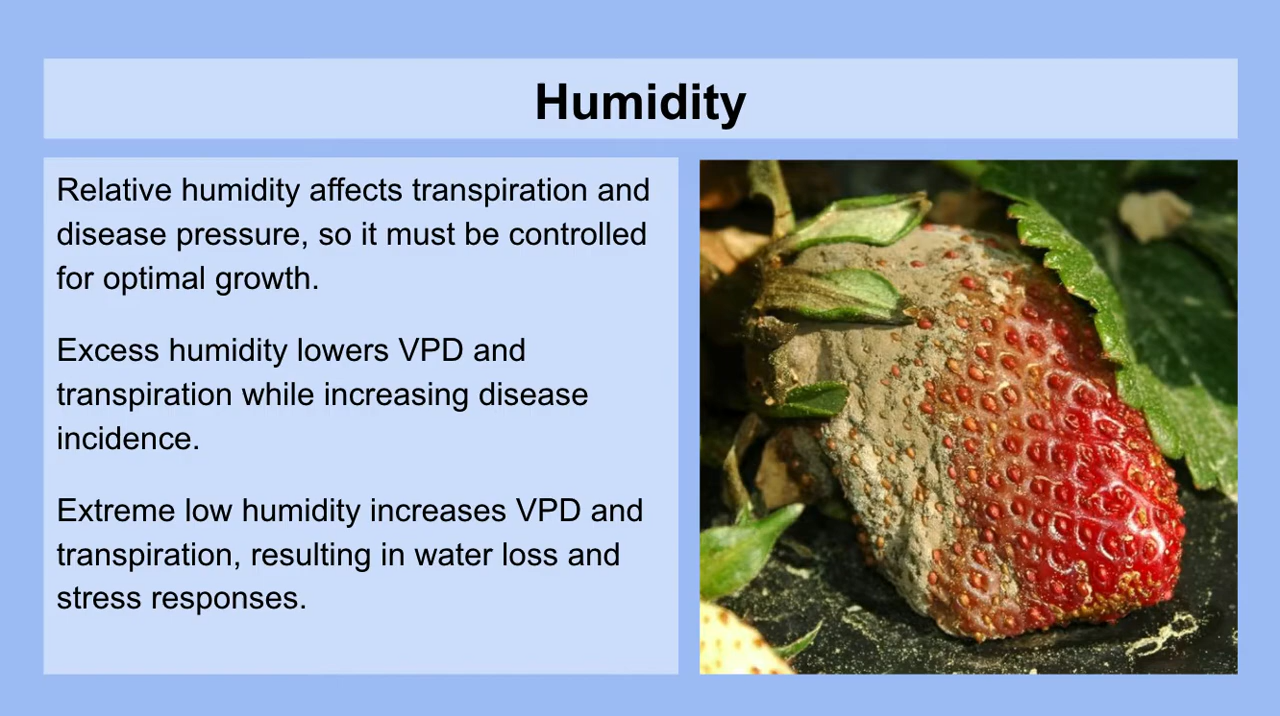 Humidity
Relative humidity affects transpiration and
disease pressure, so it must be controlled
for optimal growth.
Excess humidity lowers VPD and
transpiration while increasing disease
incidence.
Extreme low humidity increases VPD and
transpiration, resulting in water loss and
stress responses.